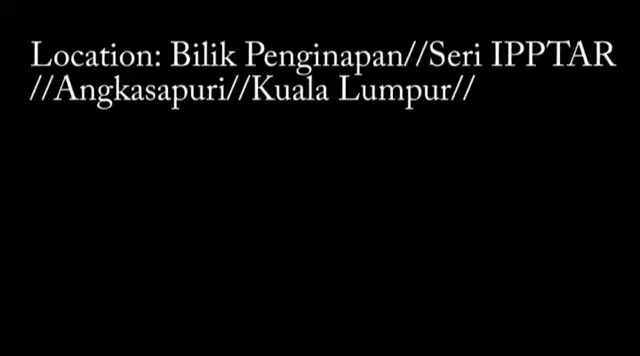 Location: Bilik Penginapan//Seri IPPTAR
//Angkasapuri//Kuala Lumpur//